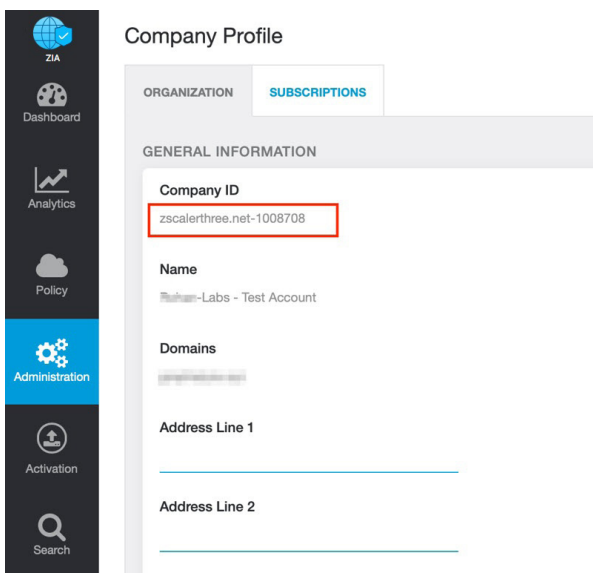 ZIA
Dashboard
Analytics
Policy
Administration
Activation
Search
Company Profile
ORGANIZATION
SUBSCRIPTIONS
GENERAL INFORMATION
Company ID
zscalerthree.net-1008708
Name
-Labs - Test Account
Domains
Address Line 1
Address Line 2